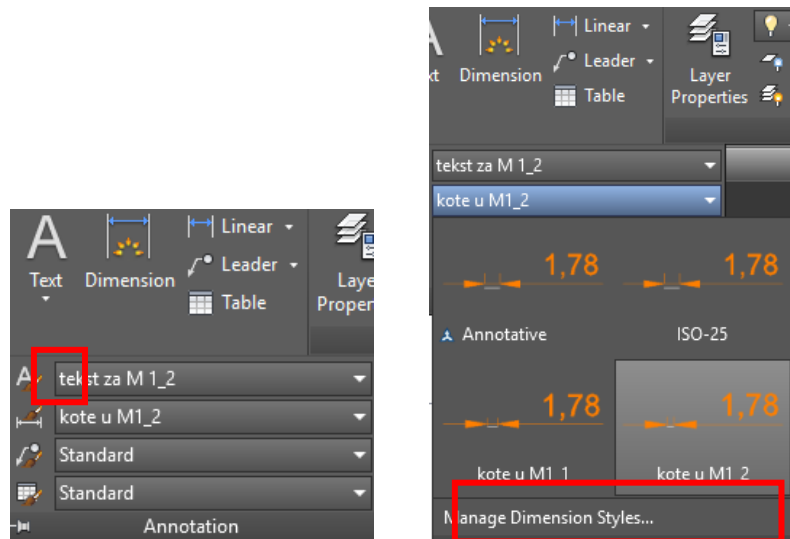 Text
Dimension
Linear
Leader
Table
tekst za M 1_2
kote u M1_2
Standard
Standard
Annotation
Dimension
Linear
Leader
Table
Layer
Properties
tekst za M 1_2
kote u M1_2
1,78
1,78
Annotative
ISO-25
1,78
1,78
kote u M1_1
kote u M1_2
Manage Dimension Styles...